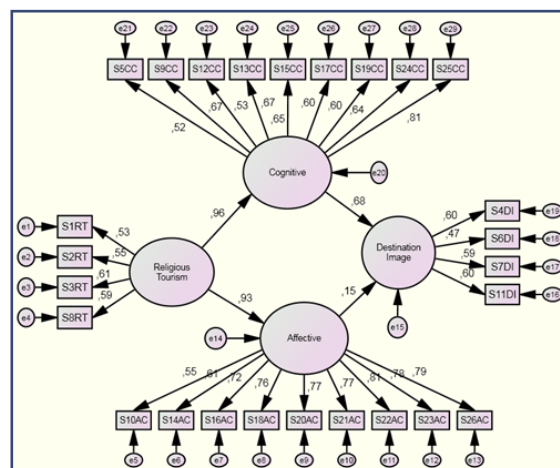 e21 e22 e23 e24 e25 e26 e27 e28 e29
S5CC S9CC S12CC S13CC S15CC S17CC S19CC S24CC S25CC
,52 ,67 ,53 ,67 ,65 ,60 ,60 ,64 ,81
Cognitive
e20
,96
,68
e1 S1RT ,53
e2 S2RT ,55
e3 S3RT ,61
e4 S8RT ,59
Religious
Tourism
Destination
Image
,60 S4DI e19
,47 S6DI e18
,59 S7DI e17
,60 S11DI e16
,93
,15
e14
e15
Affective
,55 ,61 ,72 ,76 ,77 ,77 ,81 ,78 ,79
S10AC S14AC S16AC S18AC S20AC S21AC S22AC S23AC S26AC
e5 e6 e7 e8 e9 e10 e11 e12 e13